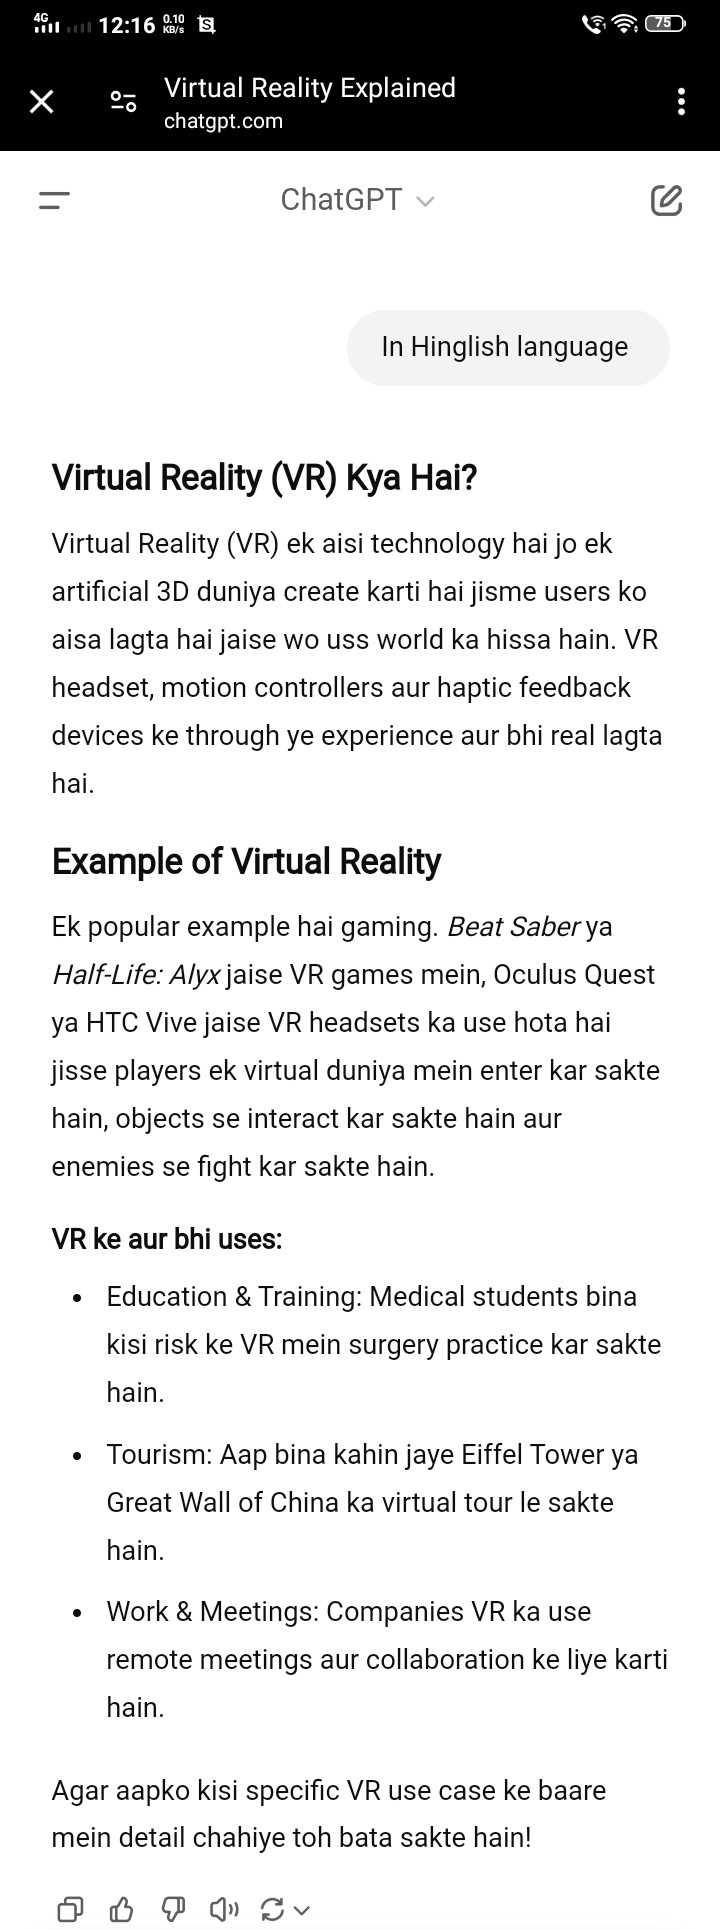 4G 12:16 0.10 KB/s S 75
Virtual Reality Explained
chatgpt.com
ChatGPT
In Hinglish language
Virtual Reality (VR) Kya Hai?
Virtual Reality (VR) ek aisi technology hai jo ek
artificial 3D duniya create karti hai jisme users ko
aisa lagta hai jaise wo uss world ka hissa hain. VR
headset, motion controllers aur haptic feedback
devices ke through ye experience aur bhi real lagta
hai.
Example of Virtual Reality
Ek popular example hai gaming. Beat Saber ya
Half-Life: Alyx jaise VR games mein, Oculus Quest
ya HTC Vive jaise VR headsets ka use hota hai
jisse players ek virtual duniya mein enter kar sakte
hain, objects se interact kar sakte hain aur
enemies se fight kar sakte hain.
VR ke aur bhi uses:
• Education & Training: Medical students bina
kisi risk ke VR mein surgery practice kar sakte
hain.
• Tourism: Aap bina kahin jaye Eiffel Tower ya
Great Wall of China ka virtual tour le sakte
hain.
• Work & Meetings: Companies VR ka use
remote meetings aur collaboration ke liye karti
hain.
Agar aapko kisi specific VR use case ke baare
mein detail chahiye toh bata sakte hain!